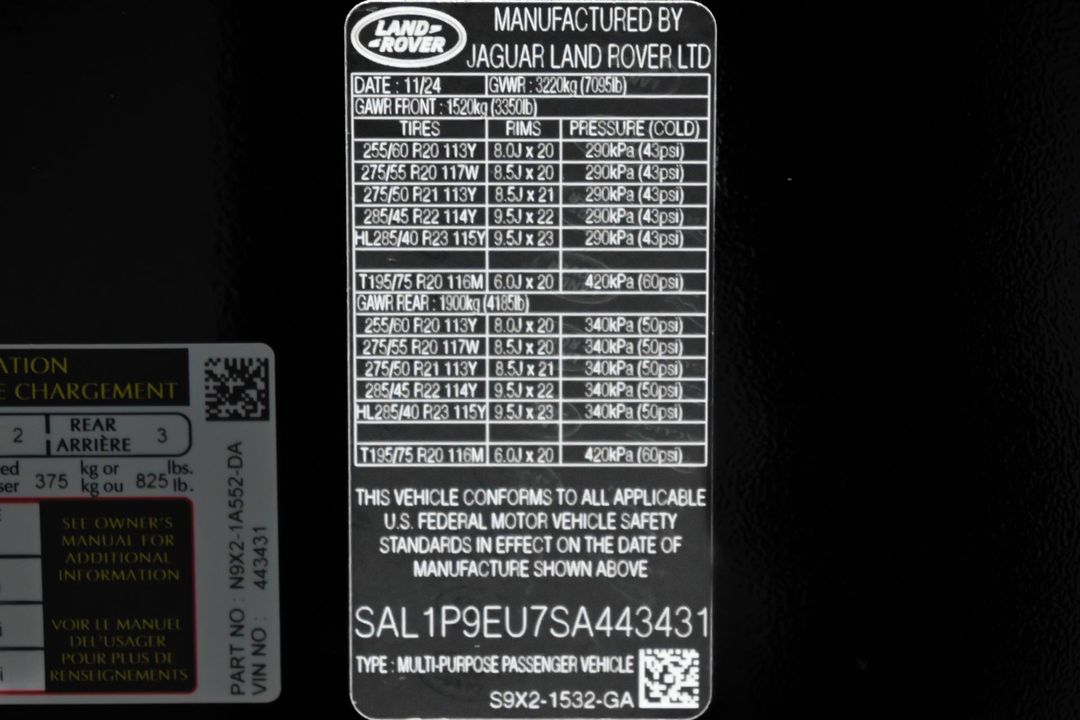 LAND ROVER
MANUFACTURED BY
JAGUAR LAND ROVER LTD
DATE : 11/24 GVWR : 3220kg (7095lb)
GAWR FRONT : 1520kg (3350lb)
TIRES RIMS PRESSURE (COLD)
255/60 R20 113Y 8.0J x 20 290kPa (43psi)
275/55 R20 117W 8.5J x 20 290kPa (43psi)
275/50 R21 113Y 8.5J x 21 290kPa (43psi)
285/45 R22 114Y 9.5J x 22 290kPa (43psi)
HL285/40 R23 115Y 9.5J x 23 290kPa (43psi)
T195/75 R20 116M 6.0J x 20 420kPa (60psi)
GAWR REAR : 1900kg (4185lb)
255/60 R20 113Y 8.0J x 20 340kPa (50psi)
275/55 R20 117W 8.5J x 20 340kPa (50psi)
275/50 R21 113Y 8.5J x 21 340kPa (50psi)
285/45 R22 114Y 9.5J x 22 340kPa (50psi)
HL285/40 R23 115Y 9.5J x 23 340kPa (50psi)
T195/75 R20 116M 6.0J x 20 420kPa (60psi)
THIS VEHICLE CONFORMS TO ALL APPLICABLE
U.S. FEDERAL MOTOR VEHICLE SAFETY
STANDARDS IN EFFECT ON THE DATE OF
MANUFACTURE SHOWN ABOVE
SAL1P9EU7SA443431
TYPE : MULTI-PURPOSE PASSENGER VEHICLE
S9X2-1532-GA
ATION
E CHARGEMENT
2 REAR 3
ARRIÈRE
ed 375 kg or 825 lbs.
ser kg ou lb.
SEE OWNER'S
MANUAL FOR
ADDITIONAL
INFORMATION
VOIR LE MANUEL
DEL'USAGER
POUR PLUS DE
RENSEIGNEMENTS
PART NO : N9X2-1A552-DA
VIN NO : 443431